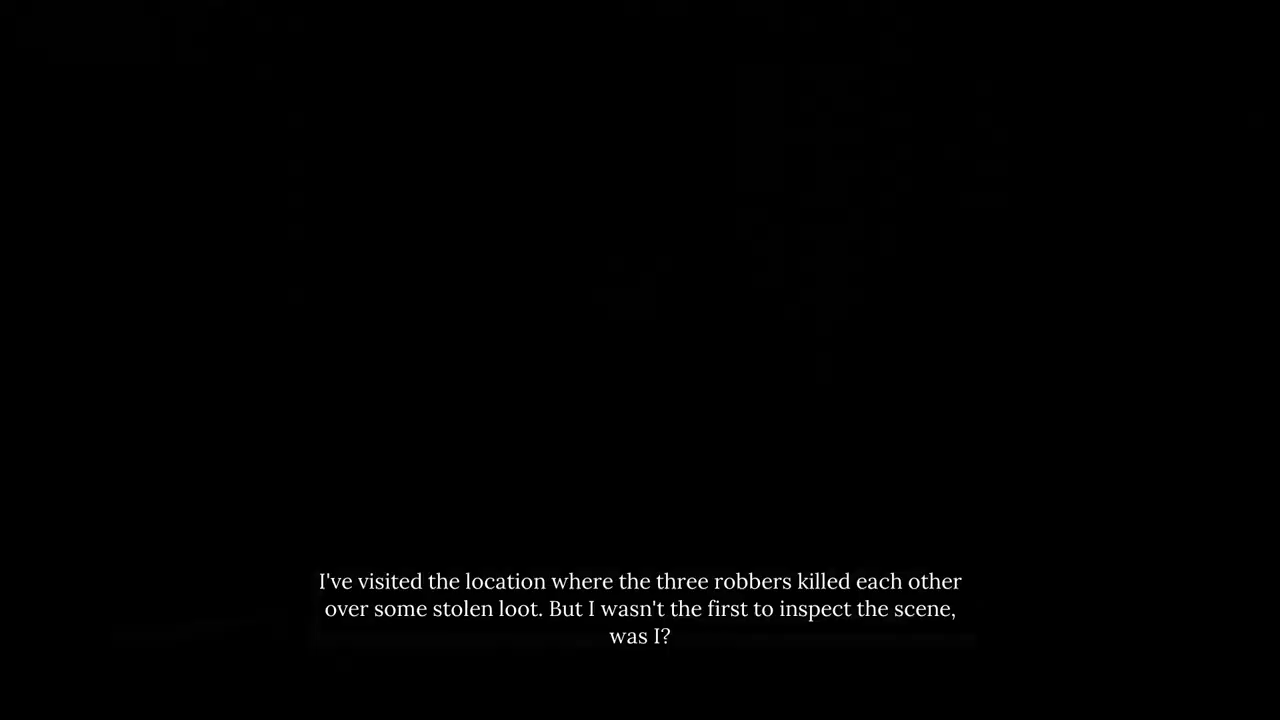 I've visited the location where the three robbers killed each other
over some stolen loot. But I wasn't the first to inspect the scene,
was I?